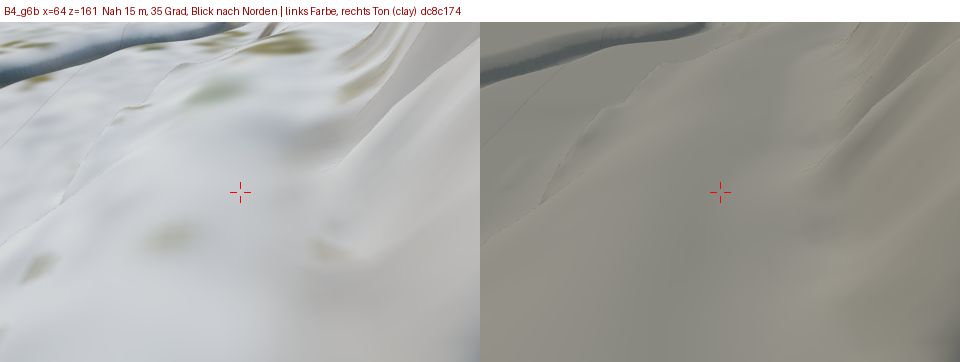 B4_g6b x=64 z=161 Nah 15 m, 35 Grad, Blick nach Norden | links Farbe, rechts Ton (clay) dc8c174